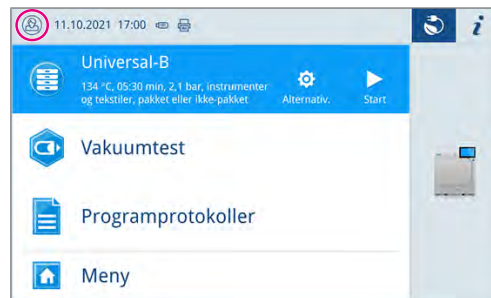 11.10.2021 17:00
i
Universal-B
134 °C, 05:30 min, 2,1 bar, instrumenter
og tekstiler, pakket eller ikke-pakket
Alternativ.
Start
Vakuumtest
Programprotokoller
Meny